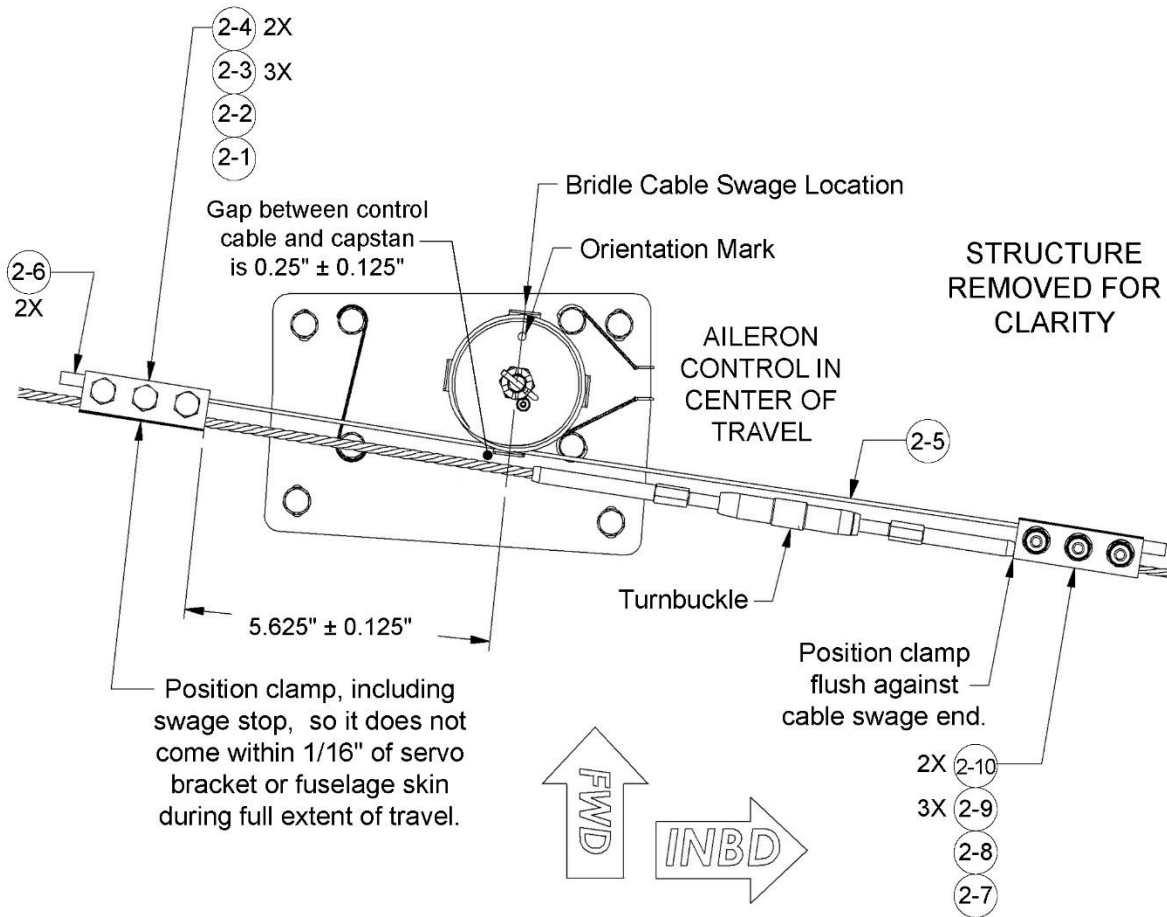 2-4 2X
2-3 3X
2-2
2-1
Bridle Cable Swage Location
Gap between control
cable and capstan
is 0.25" ± 0.125"
Orientation Mark
STRUCTURE
REMOVED FOR
CLARITY
2-6
2X
AILERON
CONTROL IN
CENTER OF
TRAVEL
2-5
Turnbuckle
5.625" ± 0.125"
Position clamp
flush against
cable swage end.
Position clamp, including
swage stop, so it does not
come within 1/16" of servo
bracket or fuselage skin
during full extent of travel.
FWD
INBD
2X 2-10
3X 2-9
2-8
2-7